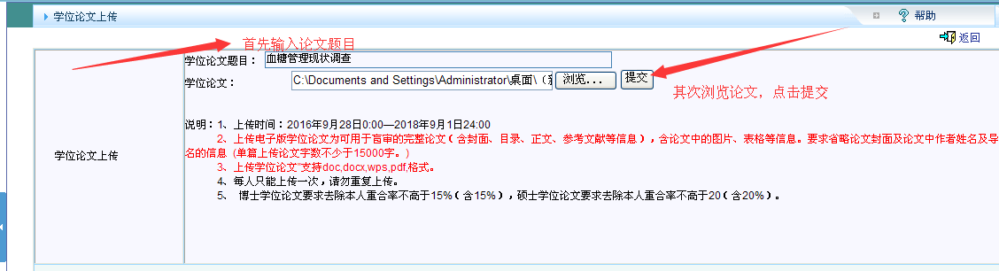 学位论文上传
帮助
返回
首先输入论文题目
学位论文题目： 血糖管理现状调查
学位论文： C:\Documents and Settings\Administrator\桌面\ 浏览... 提交
其次浏览论文，点击提交
学位论文上传
说明：1、上传时间：2016年9月28日0:00—2018年9月1日24:00
2、上传电子版学位论文为可用于盲审的完整论文（含封面、目录、正文、参考文献等信息），含论文中的图片、表格等信息。要求省略论文封面及论文中作者姓名及导
名的信息 (单篇上传论文字数不少于15000字。)
3、上传学位论文"支持doc,docx,wps,pdf,格式。
4、每人只能上传一次，请勿重复上传。
5、 博士学位论文要求去除本人重合率不高于15%（含15%），硕士学位论文要求去除本人重合率不高于20（含20%）。